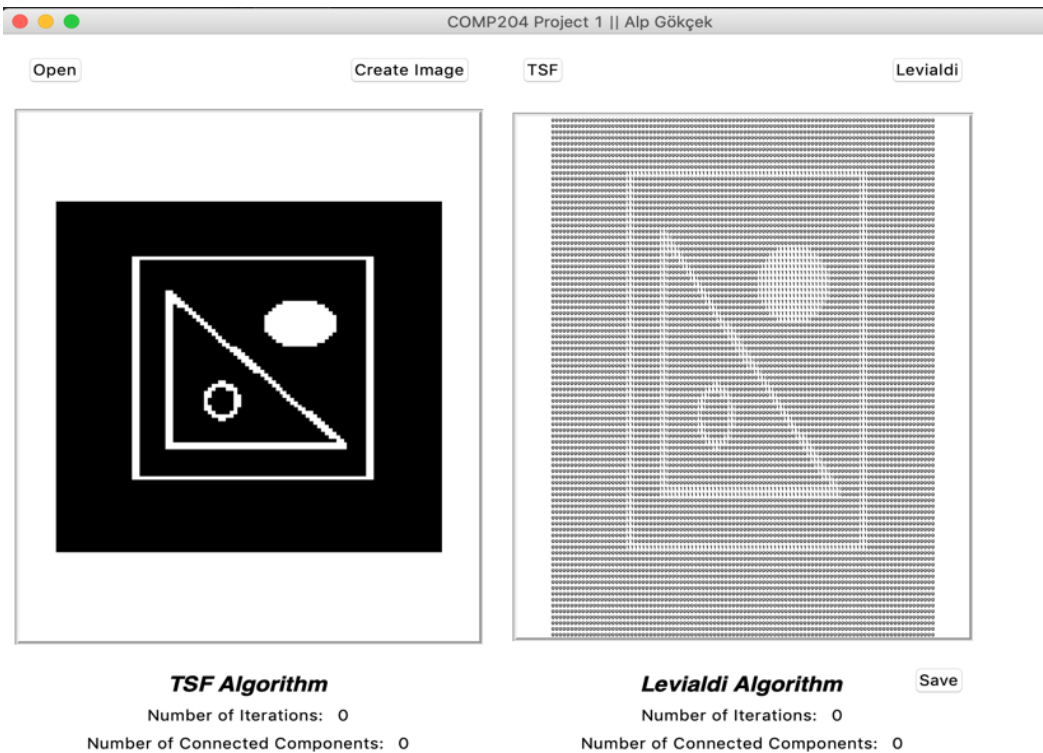 COMP204 Project 1 || Alp Gökçek
Open
Create Image
TSF
Levialdi
TSF Algorithm
Number of Iterations: 0
Number of Connected Components: 0
Levialdi Algorithm
Save
Number of Iterations: 0
Number of Connected Components: 0